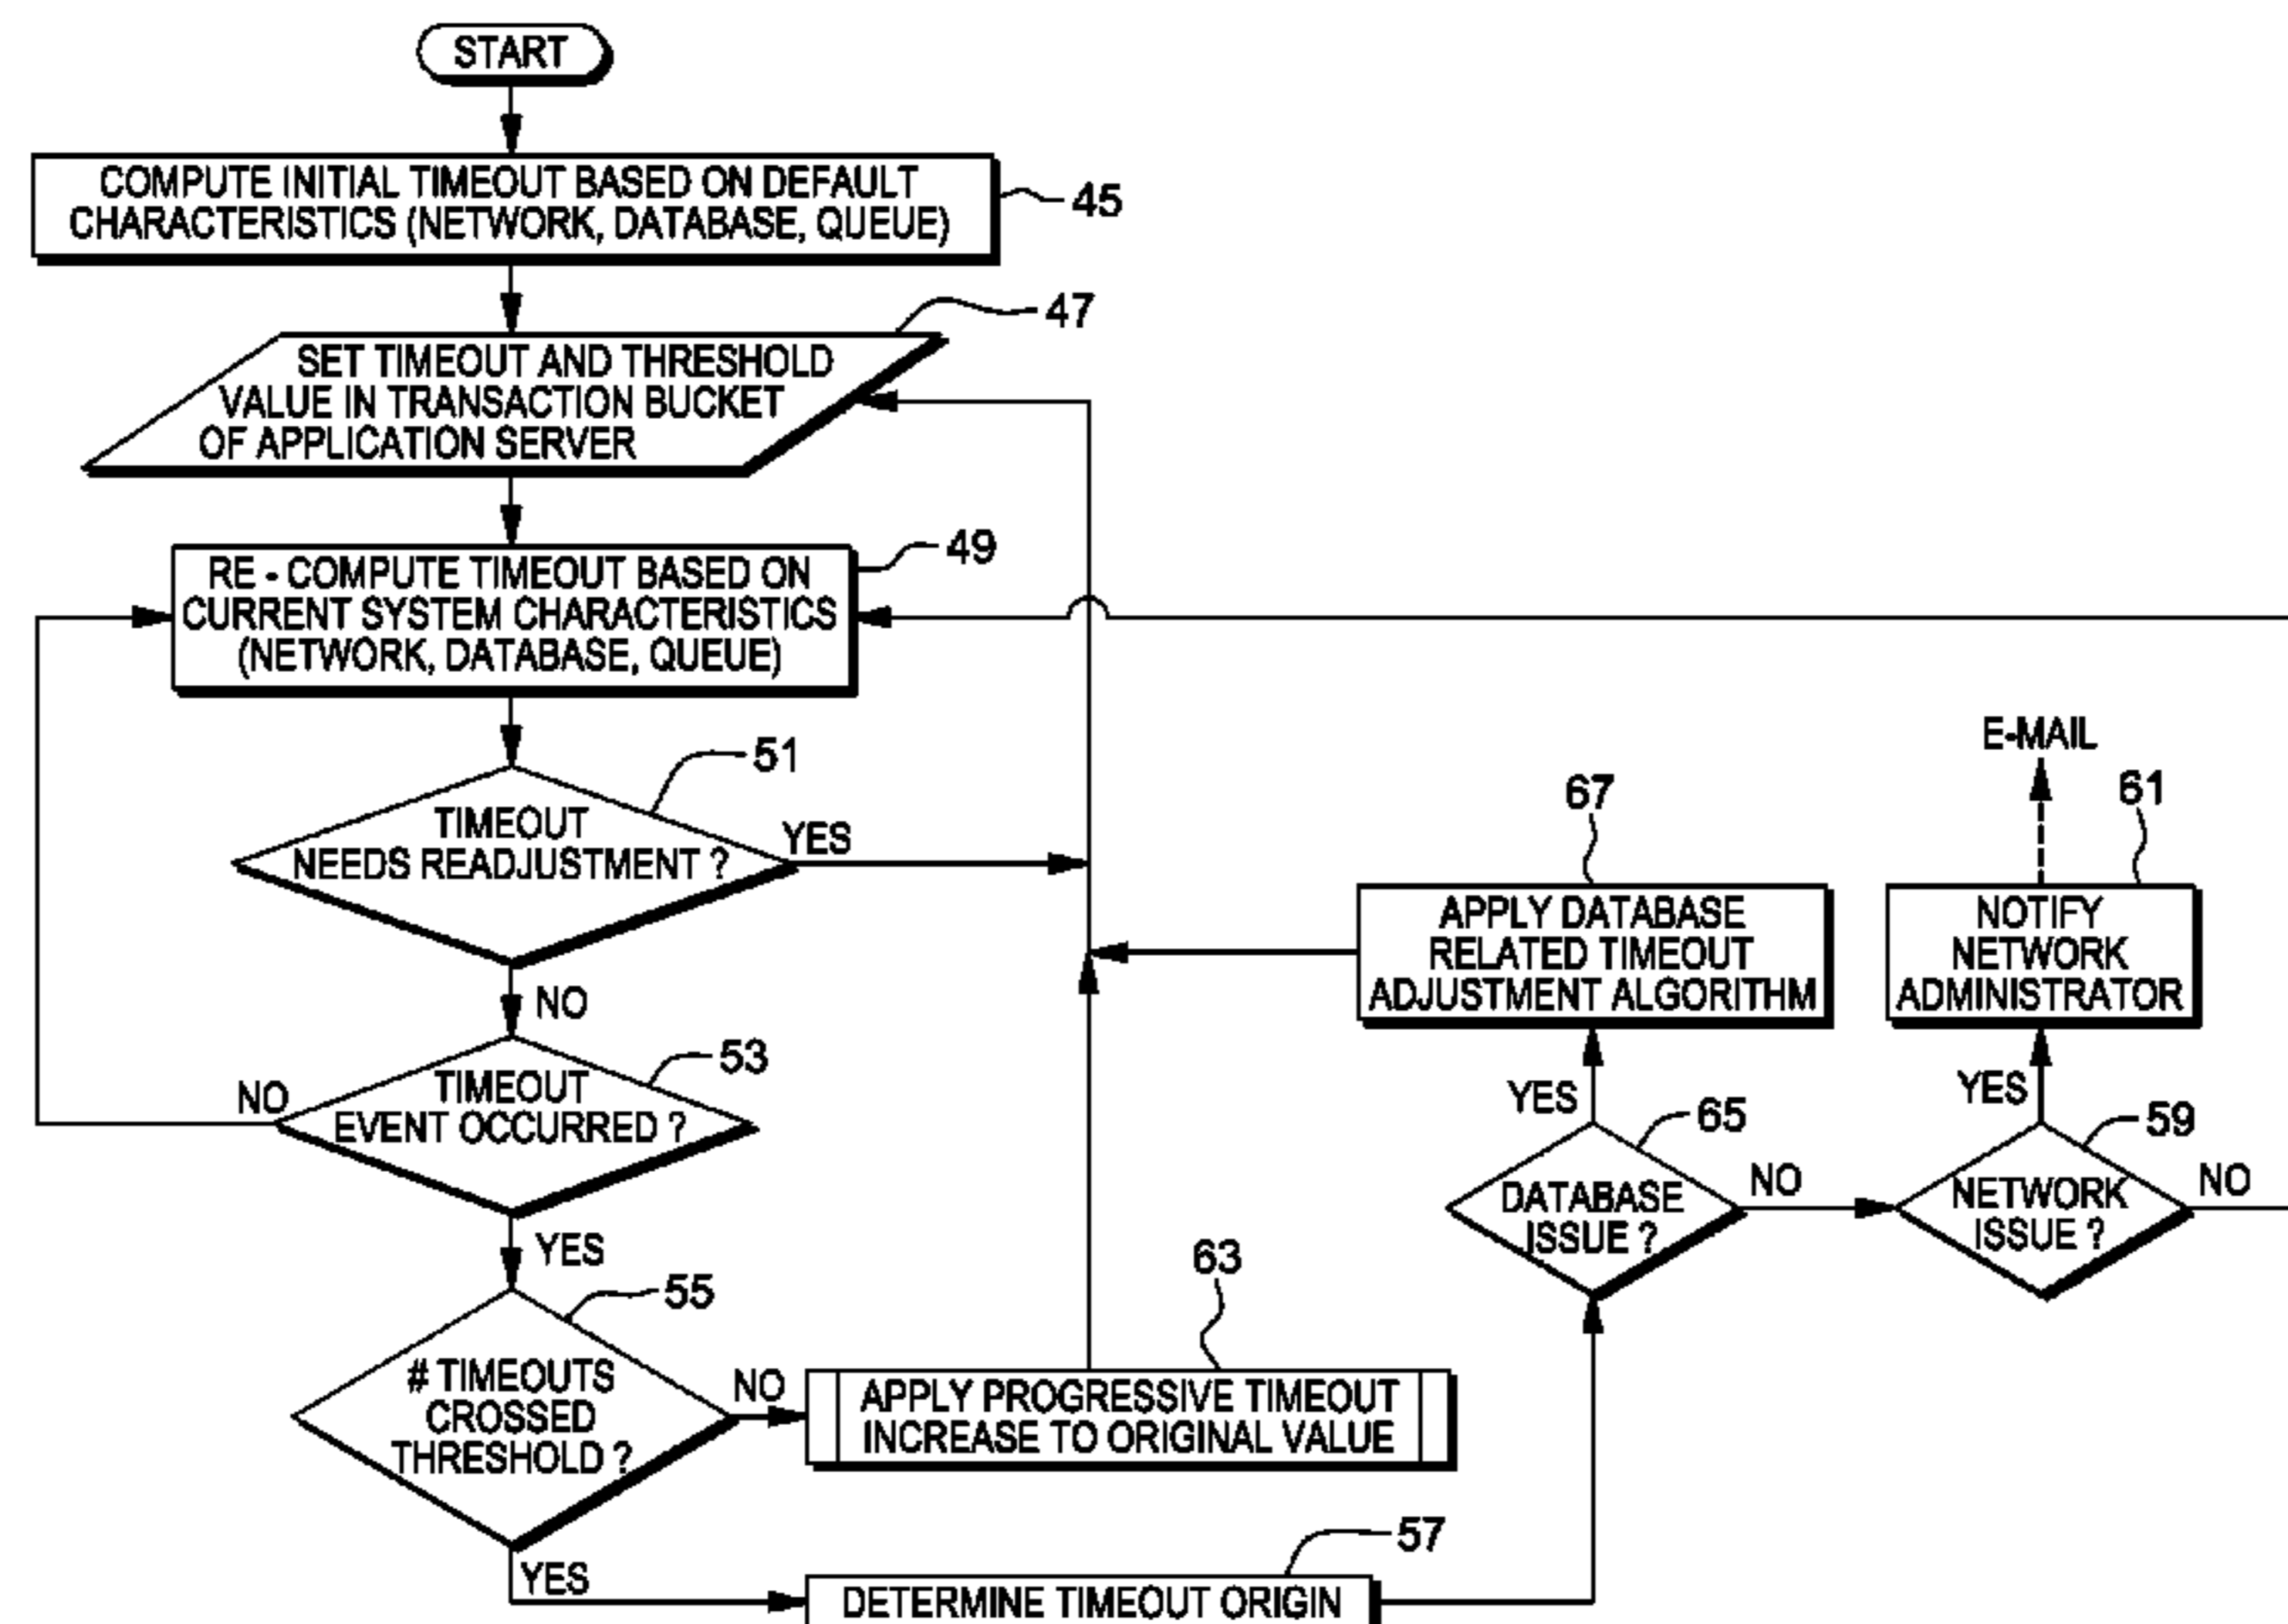 START
COMPUTE INITIAL TIMEOUT BASED ON DEFAULT
CHARACTERISTICS (NETWORK, DATABASE, QUEUE)
45
47
SET TIMEOUT AND THRESHOLD
VALUE IN TRANSACTION BUCKET
OF APPLICATION SERVER
49
RE - COMPUTE TIMEOUT BASED ON
CURRENT SYSTEM CHARACTERISTICS
(NETWORK, DATABASE, QUEUE)
51
TIMEOUT
NEEDS READJUSTMENT ?
YES
NO
53
TIMEOUT
EVENT OCCURRED ?
NO
YES
55
# TIMEOUTS
CROSSED
THRESHOLD ?
NO
YES
63
APPLY PROGRESSIVE TIMEOUT
INCREASE TO ORIGINAL VALUE
57
DETERMINE TIMEOUT ORIGIN
65
DATABASE
ISSUE ?
YES
NO
67
APPLY DATABASE
RELATED TIMEOUT
ADJUSTMENT ALGORITHM
59
NETWORK
ISSUE ?
YES
NO
61
NOTIFY
NETWORK
ADMINISTRATOR
E-MAIL